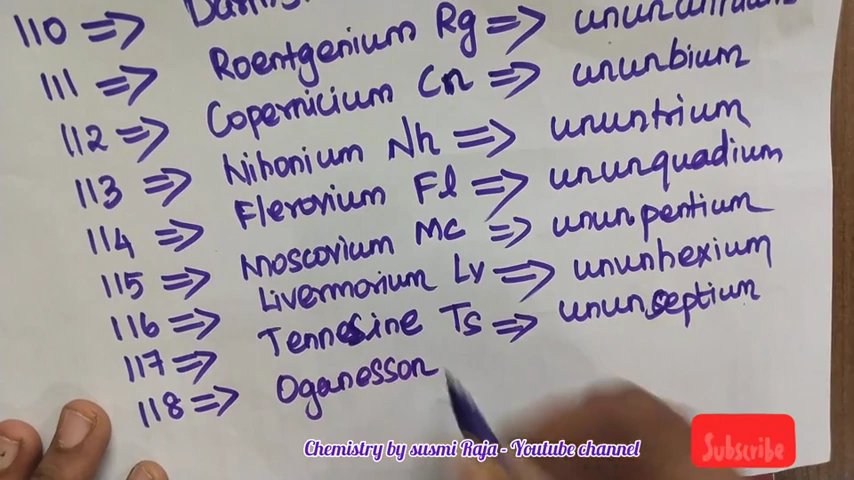 110 ⇒
111 ⇒ Roentgenium Rg ⇒
112 ⇒ Copernicium Cn ⇒ ununbium
113 ⇒ Nihonium Nh ⇒ ununtrium
114 ⇒ Flerovium Fl ⇒ ununquadium
115 ⇒ Moscovium Mc ⇒ ununpentium
116 ⇒ Livermorium Lv ⇒ ununhexium
117 ⇒ Tennesine Ts ⇒ ununseptium
118 ⇒ Oganesson
Chemistry by susmi Raja - Youtube channel
Subscribe